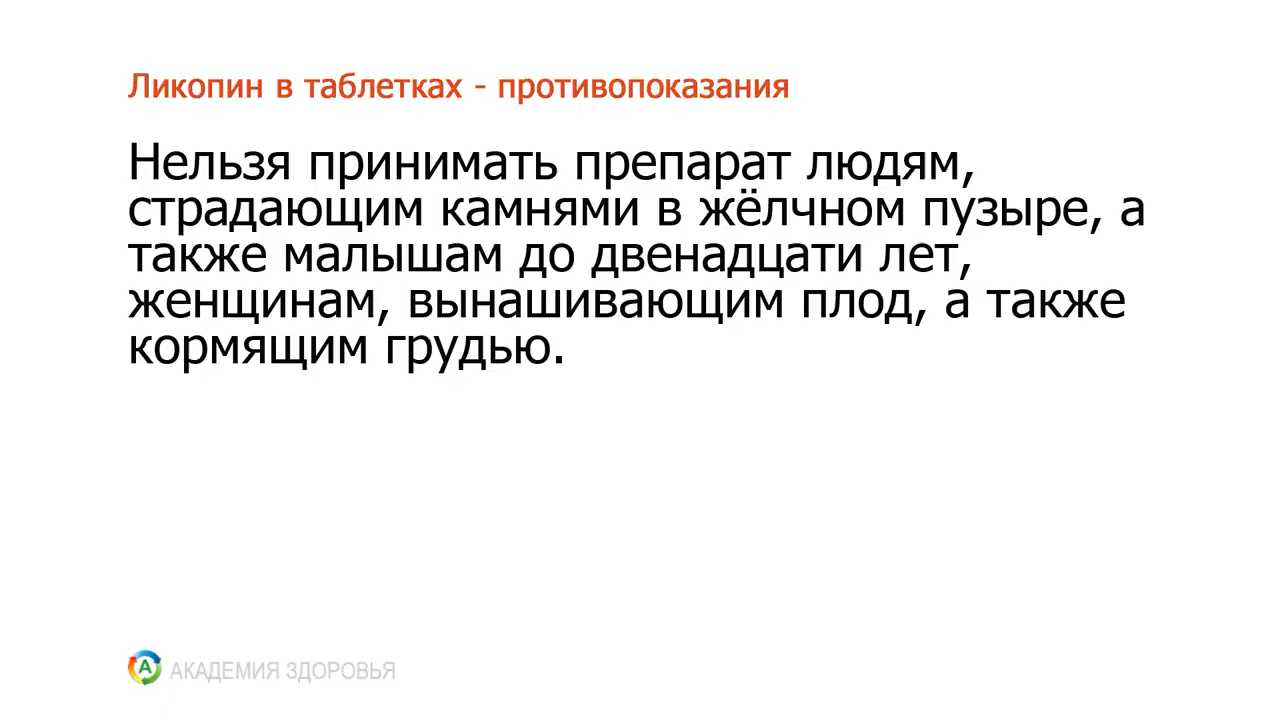 Ликопин в таблетках - противопоказания
Нельзя принимать препарат людям,
страдающим камнями в жёлчном пузыре, а
также малышам до двенадцати лет,
женщинам, вынашивающим плод, а также
кормящим грудью.
А АКАДЕМИЯ ЗДОРОВЬЯ